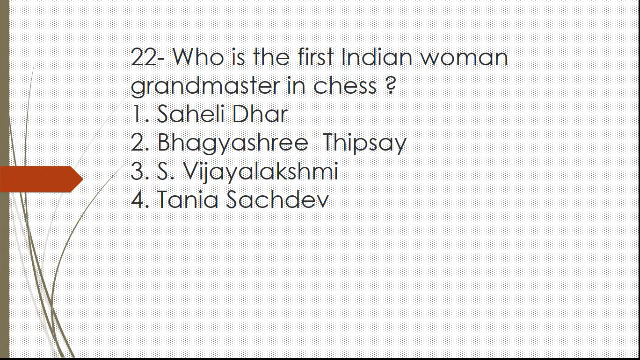 22- Who is the first Indian woman
grandmaster in chess ?
1. Saheli Dhar
2. Bhagyashree  Thipsay
3. S. Vijayalakshmi
4. Tania Sachdev